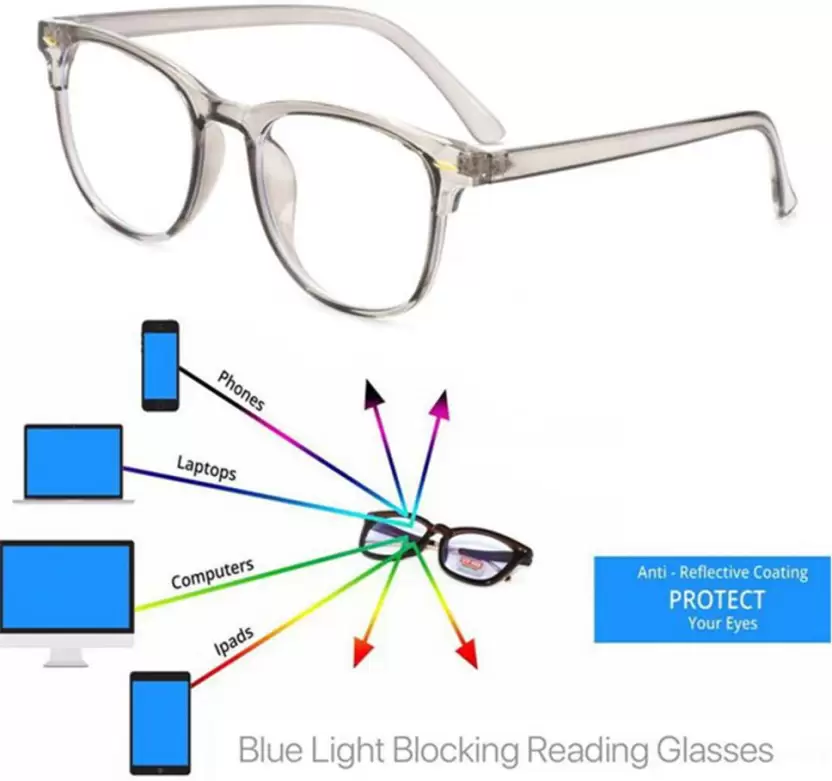 Phones
Laptops
Computers
Ipads
Anti - Reflective Coating
PROTECT
Your Eyes
Blue Light Blocking Reading Glasses